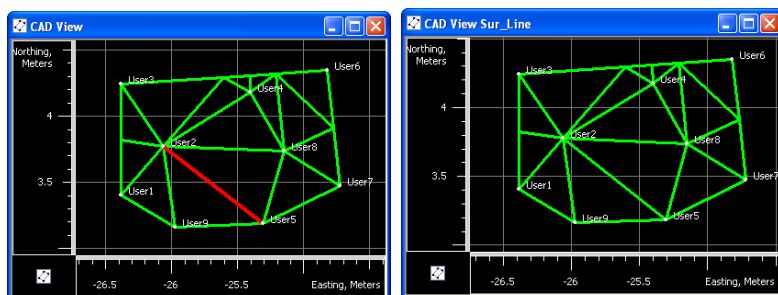 CAD View
Northing,
Meters
User3
User6
User4
4
User2
User8
3.5
User1
User7
User9
User5
-26.5
-26
-25.5
Easting, Meters
CAD View Sur_Line
Northing,
Meters
User3
User6
User4
4
User2
User8
3.5
User1
User7
User9
User5
-26.5
-26
-25.5
Easting, Meters